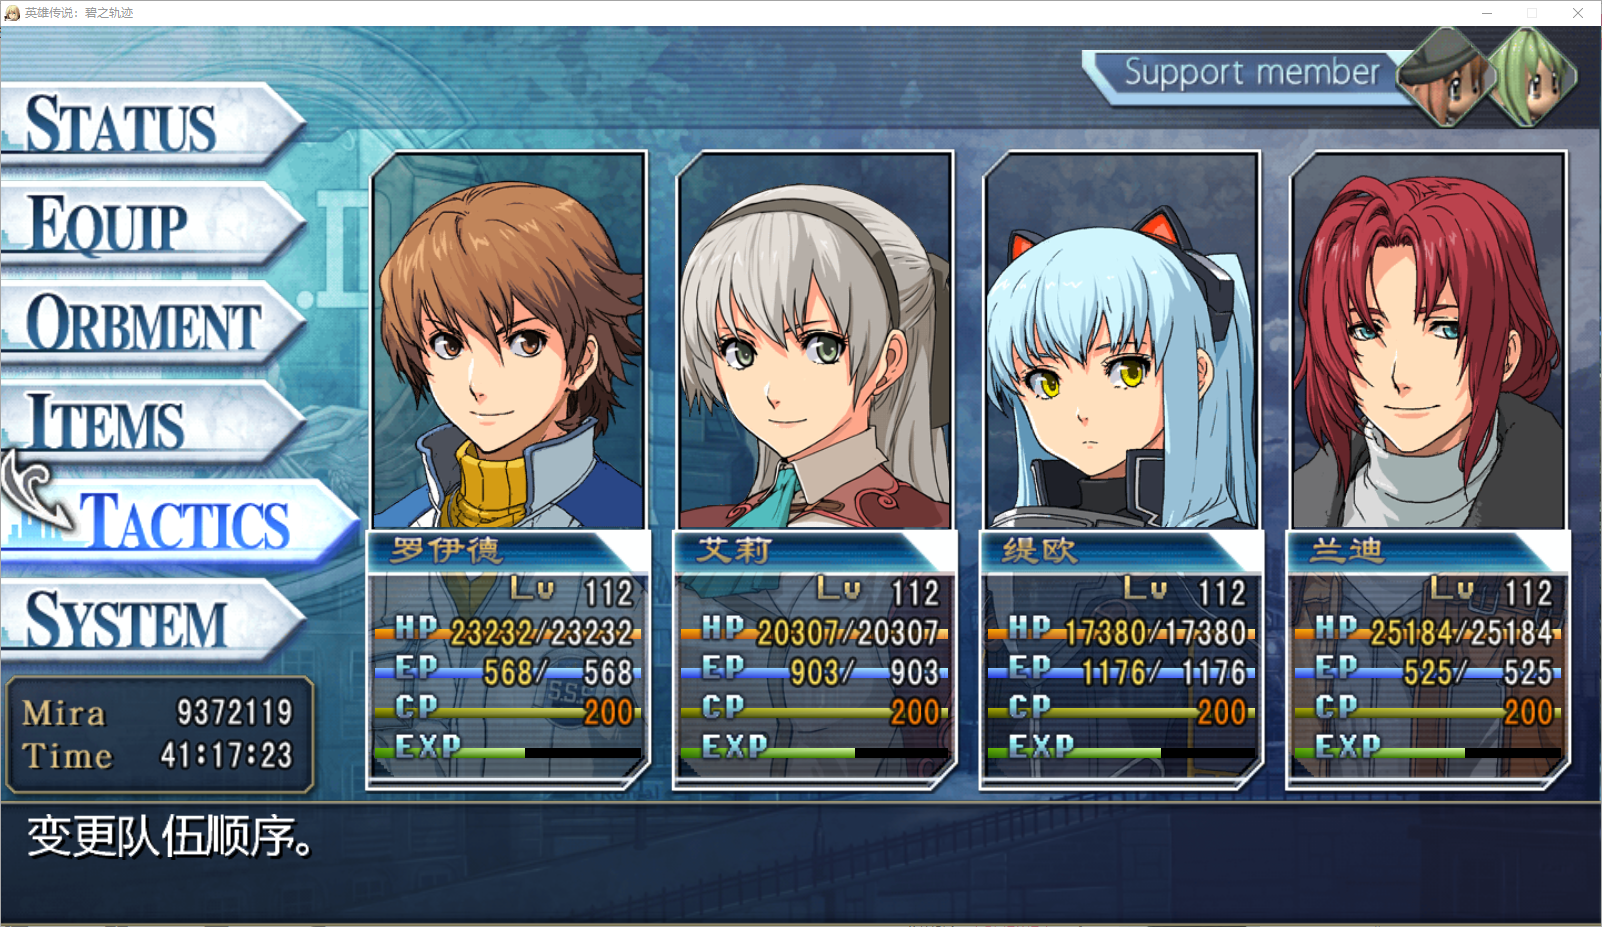 英雄传说：碧之轨迹
Support member
STATUS
EQUIP
ORBMENT
ITEMS
TACTICS
SYSTEM
Mira 9372119
Time 41:17:23
罗伊德
Lv 112
HP 23232/23232
EP 568/ 568
CP 200
EXP
艾莉
Lv 112
HP 20307/20307
EP 903/ 903
CP 200
EXP
缇欧
Lv 112
HP 17380/17380
EP 1176/ 1176
CP 200
EXP
兰迪
Lv 112
HP 25184/25184
EP 525/ 525
CP 200
EXP
变更队伍顺序。